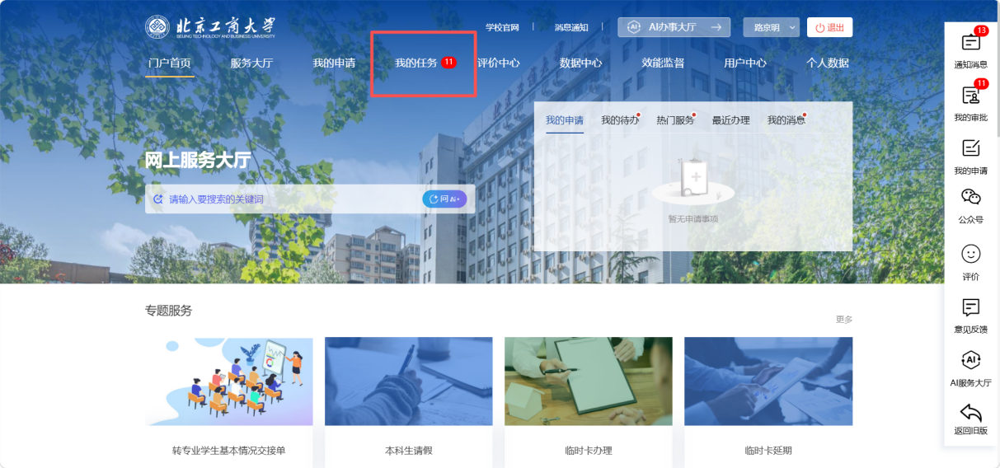 北京工商大学
BEIJING TECHNOLOGY AND BUSINESS UNIVERSITY
学校官网
消息通知
AI办事大厅
路京明
退出
门户首页
服务大厅
我的申请
我的任务 11
评价中心
数据中心
效能监督
用户中心
个人数据
网上服务大厅
请输入要搜索的关键词
问 AI+
我的申请
我的待办
热门服务
最近办理
我的消息
暂无申请事项
专题服务
更多
转专业学生基本情况交接单
本科生请假
临时卡办理
临时卡延期
13
通知消息
11
我的审批
我的申请
公众号
评价
意见反馈
AI
AI服务大厅
返回旧版